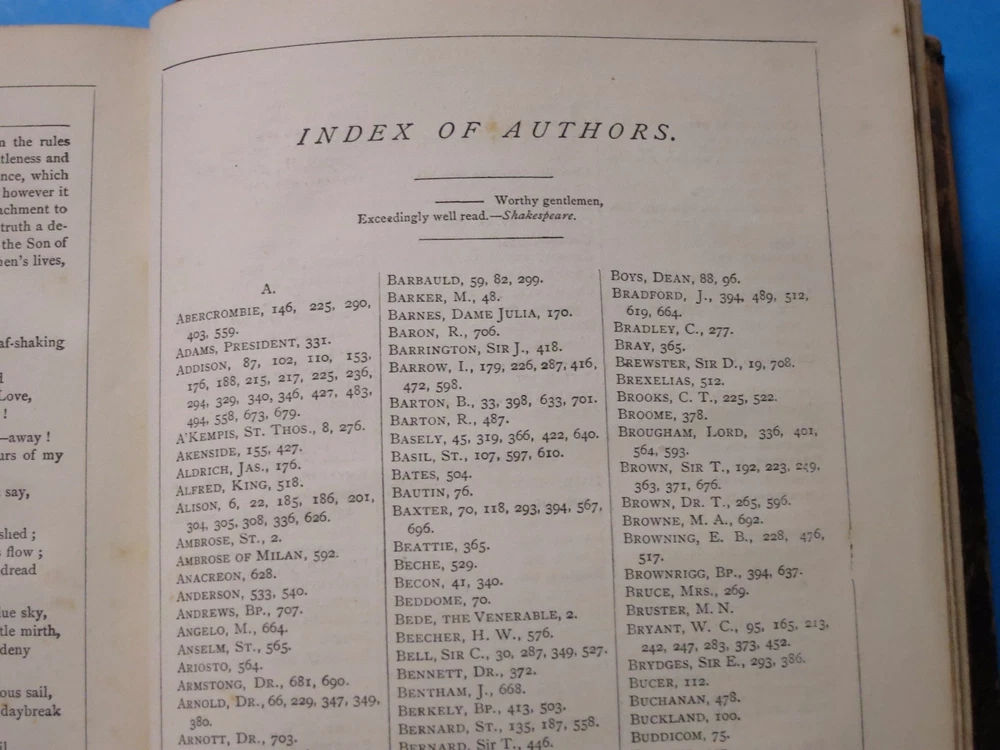 n the rules
tleness and
nce, which
however it
achment to
truth a de-
the Son of
nen's lives,
af-shaking
d
Love,
!
—away !
urs of my
say,
shed ;
s flow ;
dread
lue sky,
tle mirth,
deny
ous sail,
daybreak
INDEX OF AUTHORS.
—— Worthy gentlemen,
Exceedingly well read.—Shakespeare.
A.
ABERCROMBIE, 146, 225, 290,
403, 559.
ADAMS, PRESIDENT, 331.
ADDISON, 87, 102, 110, 153,
176, 188, 215, 217, 225, 236,
294, 329, 340, 346, 427, 483,
494, 558, 673, 679.
A'KEMPIS, ST. THOS., 8, 276.
AKENSIDE, 155, 427.
ALDRICH, JAS., 176.
ALFRED, KING, 518.
ALISON, 6, 22, 185, 186, 201,
304, 305, 308, 336, 626.
AMBROSE, ST., 2.
AMBROSE OF MILAN, 592.
ANACREON, 628.
ANDERSON, 533, 540.
ANDREWS, BP., 707.
ANGELO, M., 664.
ANSELM, ST., 565.
ARIOSTO, 564.
ARMSTONG, DR., 681, 690.
ARNOLD, DR., 66, 229, 347, 349,
380.
ARNOTT, DR., 703.
BARBAULD, 59, 82, 299.
BARKER, M., 48.
BARNES, DAME JULIA, 170.
BARON, R., 706.
BARRINGTON, SIR J., 418.
BARROW, I., 179, 226, 287, 416,
472, 598.
BARTON, B., 33, 398, 633, 701.
BARTON, R., 487.
BASELY, 45, 319, 366, 422, 640.
BASIL, ST., 107, 597, 610.
BATES, 504.
BAUTIN, 76.
BAXTER, 70, 118, 293, 394, 567,
696.
BEATTIE, 365.
BECHE, 529.
BECON, 41, 340.
BEDDOME, 70.
BEDE, THE VENERABLE, 2.
BEECHER, H. W., 576.
BELL, SIR C., 30, 287, 349, 527.
BENNETT, DR., 372.
BENTHAM, J., 668.
BERKELY, BP., 413, 503.
BERNARD, ST., 135, 187, 558.
BERNARD, SIR T., 446.
BOYS, DEAN, 88, 96.
BRADFORD, J., 394, 489, 512,
619, 664.
BRADLEY, C., 277.
BRAY, 365.
BREWSTER, SIR D., 19, 708.
BREXELIAS, 512.
BROOKS, C. T., 225, 522.
BROOME, 378.
BROUGHAM, LORD, 336, 401,
564, 593.
BROWN, SIR T., 192, 223, 249,
363, 371, 676.
BROWN, DR. T., 265, 596.
BROWNE, M. A., 692.
BROWNING, E. B., 228, 476,
517.
BROWNRIGG, BP., 394, 637.
BRUCE, MRS., 269.
BRUSTER, M. N.
BRYANT, W. C., 95, 165, 213,
242, 247, 283, 373, 452.
BRYDGES, SIR E., 293, 386.
BUCER, 112.
BUCHANAN, 478.
BUCKLAND, 100.
BUDDICOM, 75.